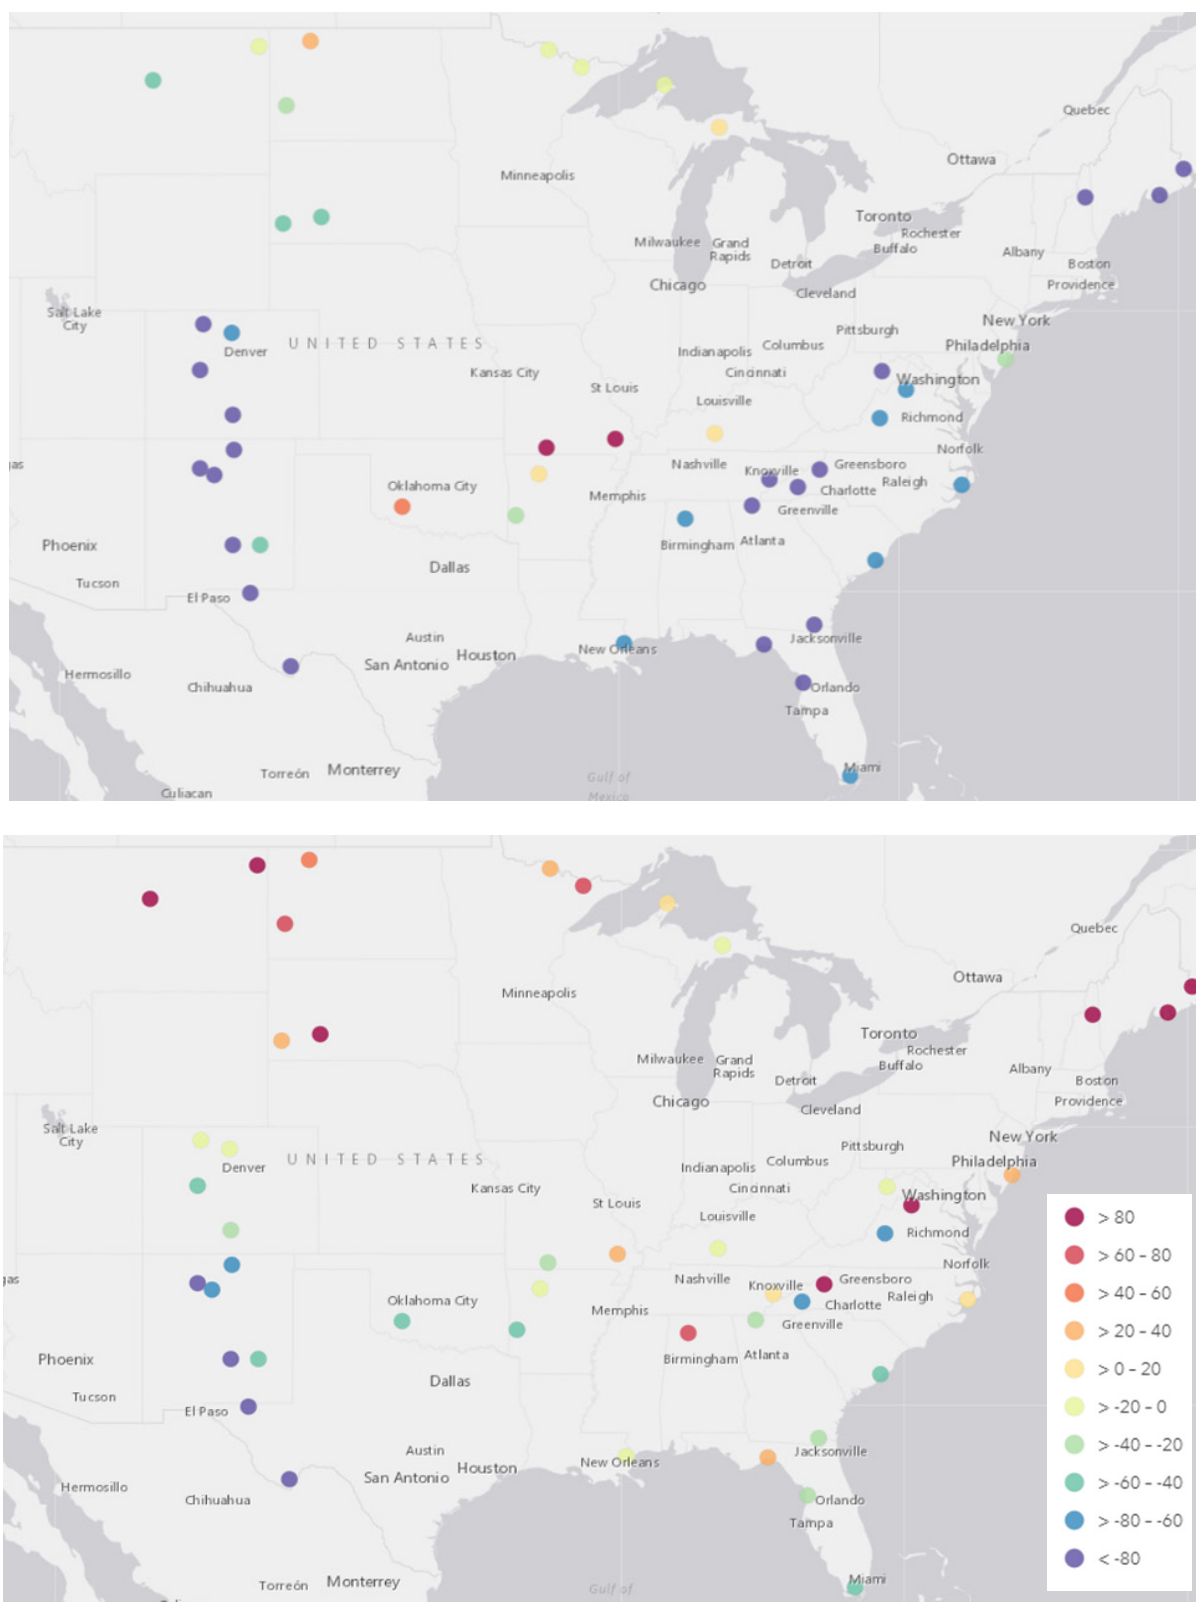 Quebec
Ottawa
Minneapolis
Toronto
Rochester
Buffalo
Milwaukee
Grand
Rapids
Albany
Detroit
Boston
Chicago
Cleveland
Providence
Salt Lake
City
New York
Pittsburgh
UNITED STATES
Denver
Indianapolis
Columbus
Philadelphia
Kansas City
Cincinnati
Washington
St Louis
Louisville
Richmond
Norfolk
gas
Nashville
Knoxville
Greensboro
Oklahoma City
Memphis
Charlotte
Raleigh
Greenville
Phoenix
Birmingham
Atlanta
Dallas
Tucson
El Paso
Austin
Jacksonville
New Orleans
Houston
San Antonio
Hermosillo
Chihuahua
Orlando
Tampa
Torreón
Monterrey
Gulf of
Mexico
Miami
Culiacan
Quebec
Ottawa
Minneapolis
Toronto
Rochester
Buffalo
Milwaukee
Grand
Rapids
Albany
Detroit
Boston
Chicago
Cleveland
Providence
Salt Lake
City
New York
Pittsburgh
UNITED STATES
Denver
Indianapolis
Columbus
Philadelphia
Kansas City
Cincinnati
Washington
St Louis
Louisville
Richmond
Norfolk
gas
Nashville
Knoxville
Greensboro
Oklahoma City
Memphis
Charlotte
Raleigh
Greenville
Phoenix
Birmingham
Atlanta
Dallas
Tucson
El Paso
Austin
Jacksonville
New Orleans
Houston
San Antonio
Hermosillo
Chihuahua
Orlando
Tampa
Torreón
Monterrey
Gulf of
Miami
> 80
> 60 - 80
> 40 - 60
> 20 - 40
> 0 - 20
> -20 - 0
> -40 - -20
> -60 - -40
> -80 - -60
< -80